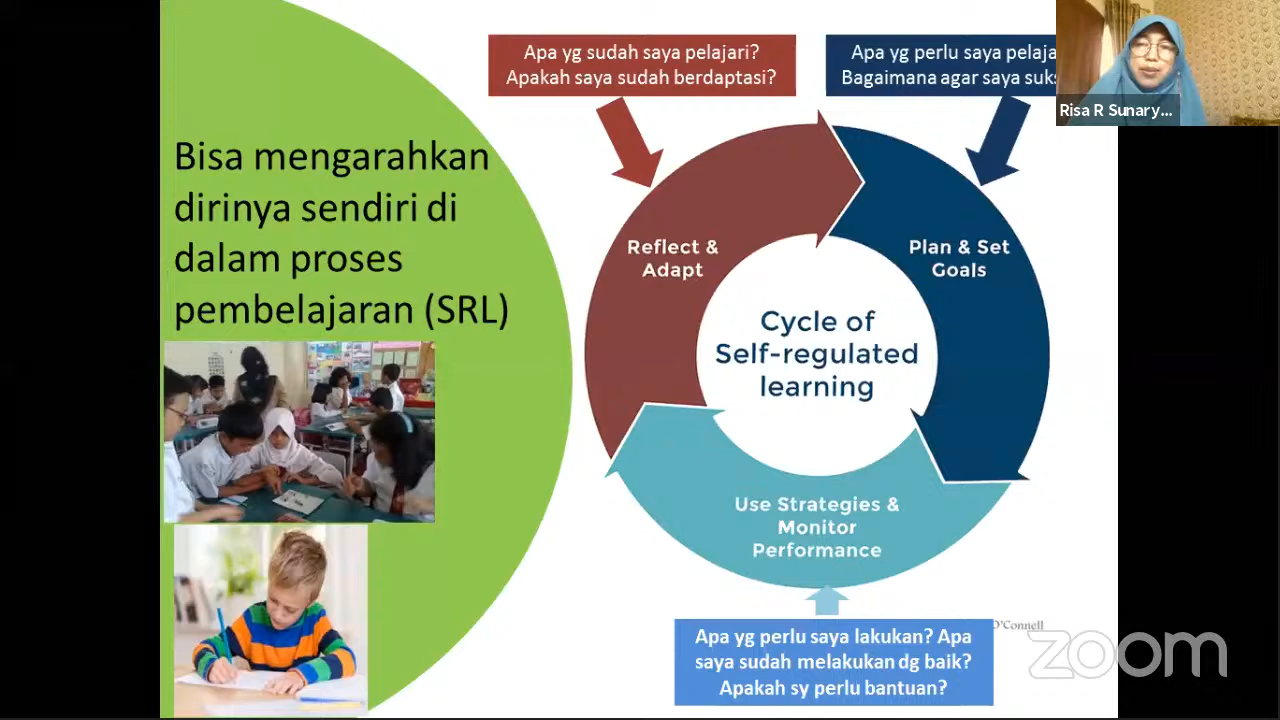 Bisa mengarahkan
dirinya sendiri di
dalam proses
pembelajaran (SRL)
Apa yg sudah saya pelajari?
Apakah saya sudah berdaptasi?
Apa yg perlu saya
Bagaimana agar saya
Risa R Sunary...
Reflect &
Adapt
Plan & Set
Goals
Cycle of
Self-regulated
learning
Use Strategies &
Monitor
Performance
Apa yg perlu saya lakukan? Apa
saya sudah melakukan dg baik?
Apakah sy perlu bantuan?
O'Connell
zoom